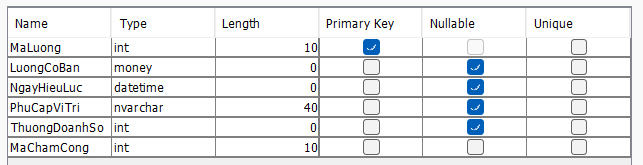 Name Type Length Primary Key Nullable Unique
MaLuong int 10
LuongCoBan money 0
NgayHieuLuc datetime 0
PhuCapViTri nvarchar 40
ThuongDoanhSo int 0
MaChamCong int 10